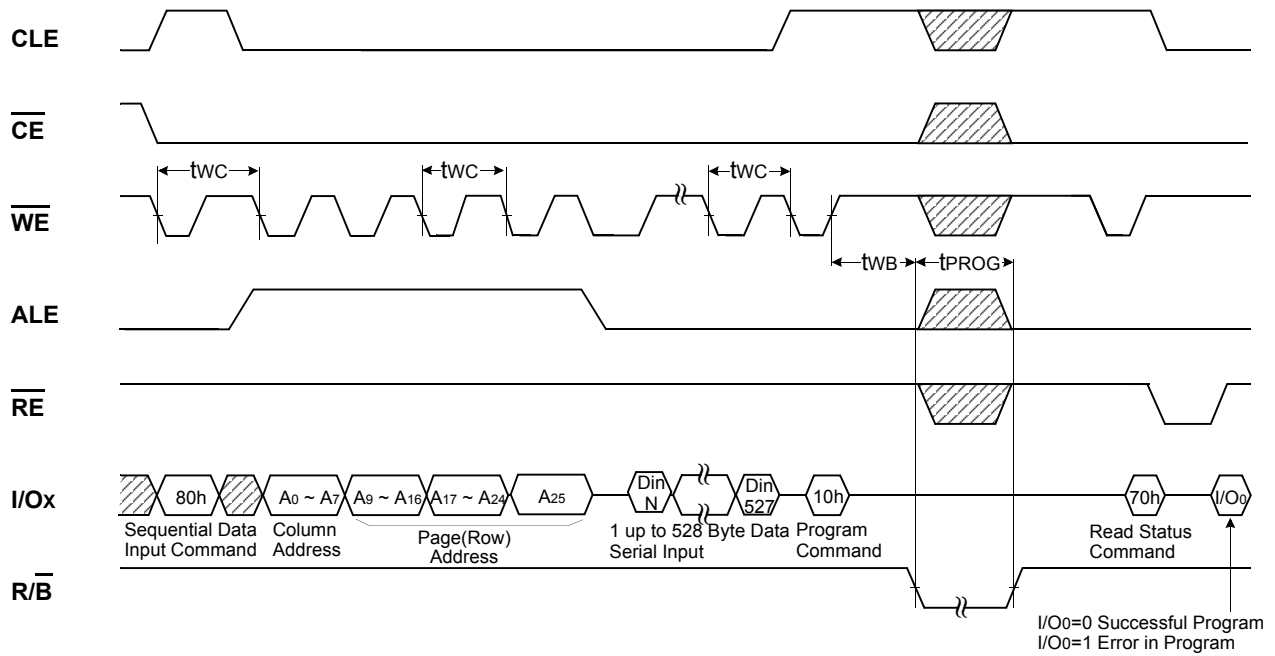 CLE
CE
tWC
tWC
tWC
WE
tWB
tPROG
ALE
RE
I/Ox
80h
A0 ~ A7
A9 ~ A16
A17 ~ A24
A25
Din N
Din 527
10h
70h
I/O0
Sequential Data
Input Command
Column
Address
Page(Row)
Address
1 up to 528 Byte Data
Serial Input
Program
Command
Read Status
Command
R/B
I/O0=0 Successful Program
I/O0=1 Error in Program